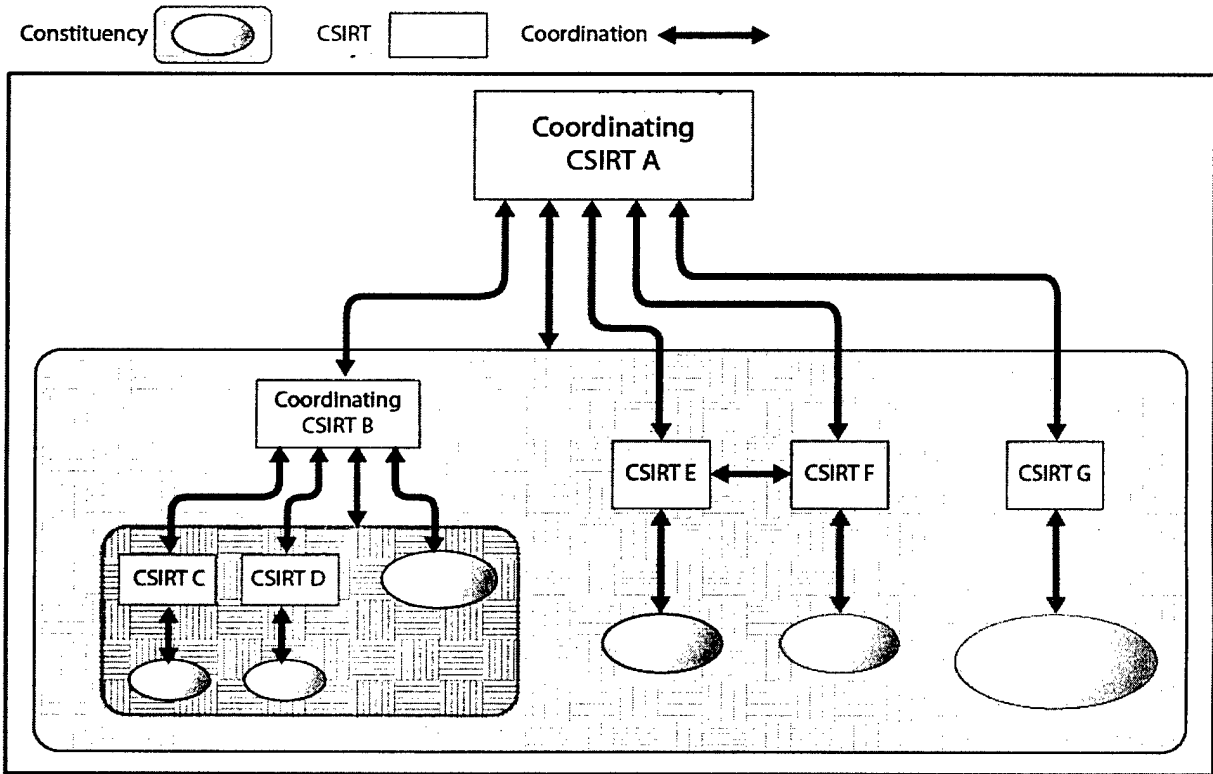 Constituency
CSIRT
Coordination
Coordinating
CSIRT A
Coordinating
CSIRT B
CSIRT E
CSIRT F
CSIRT G
CSIRT C
CSIRT D